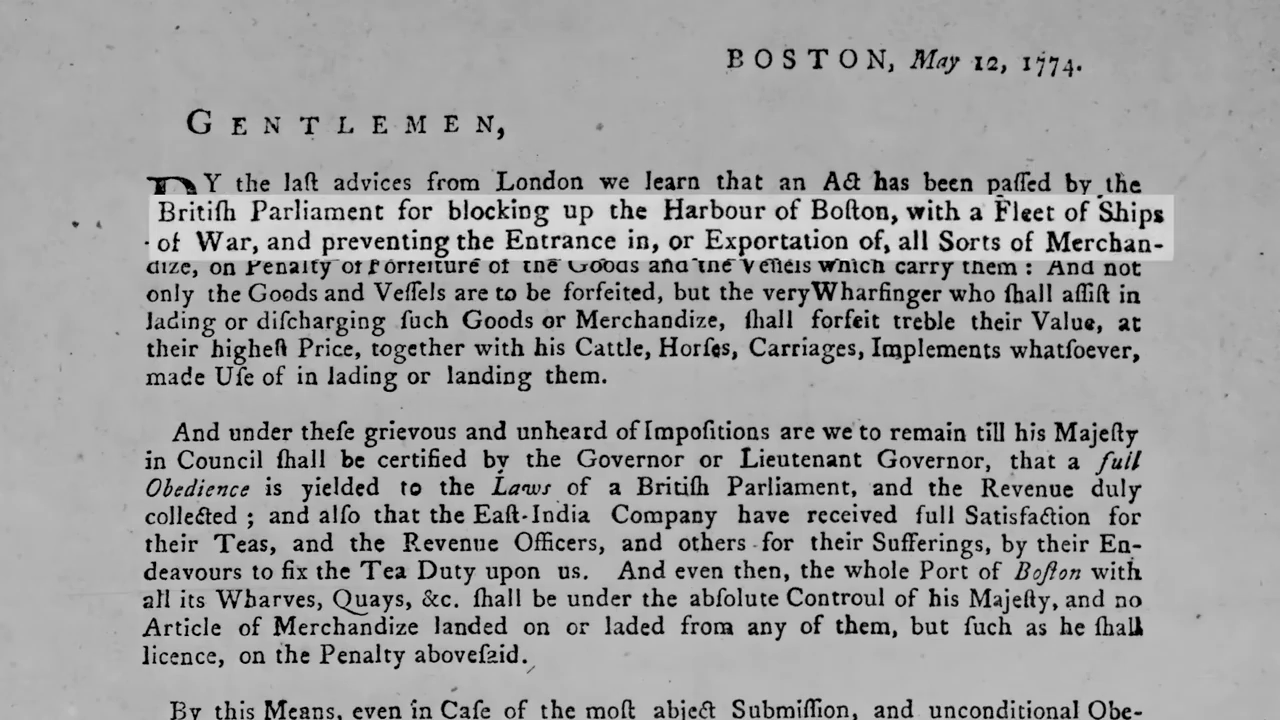 BOSTON, May 12, 1774.
GENTLEMEN,
BY the laſt advices from London we learn that an Act has been paſſed by the
Britiſh Parliament for blocking up the Harbour of Boſton, with a Fleet of Ships
of War, and preventing the Entrance in, or Exportation of, all Sorts of Merchan-
dize, on Penalty of Forfeiture of the Goods and the Veſſels which carry them : And not
only the Goods and Veſſels are to be forfeited, but the very Wharfinger who ſhall aſſiſt in
lading or diſcharging ſuch Goods or Merchandize, ſhall forfeit treble their Value, at
their higheſt Price, together with his Cattle, Horſes, Carriages, Implements whatſoever,
made Uſe of in lading or landing them.
And under theſe grievous and unheard of Impoſitions are we to remain till his Majeſty
in Council ſhall be certified by the Governor or Lieutenant Governor, that a full
Obedience is yielded to the Laws of a Britiſh Parliament, and the Revenue duly
collected ; and alſo that the Eaſt-India Company have received full Satisfaction for
their Teas, and the Revenue Officers, and others for their Sufferings, by their En-
deavours to fix the Tea Duty upon us. And even then, the whole Port of Boſton with
all its Wharves, Quays, &c. ſhall be under the abſolute Controul of his Majeſty, and no
Article of Merchandize landed on or laded from any of them, but ſuch as he ſhall
licence, on the Penalty aboveſaid.
By this Means, even in Caſe of the moſt abject Submiſſion, and unconditional Obe-